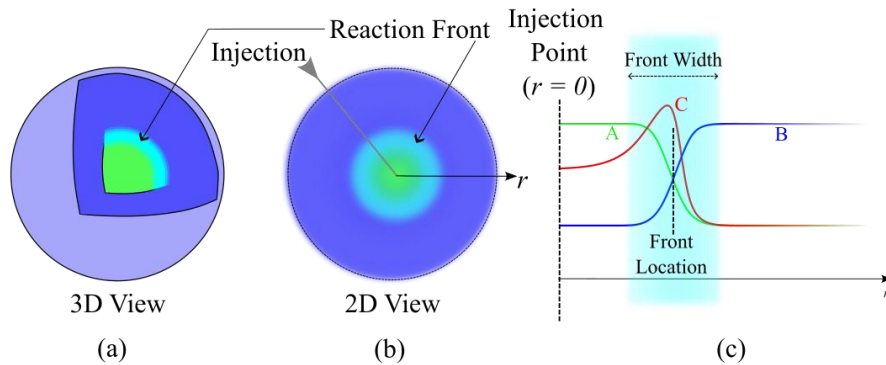 Reaction Front
Injection
r
3D View
2D View
(a)
(b)
Injection
Point
(r = 0)
Front Width
A
C
B
Front
Location
(c)